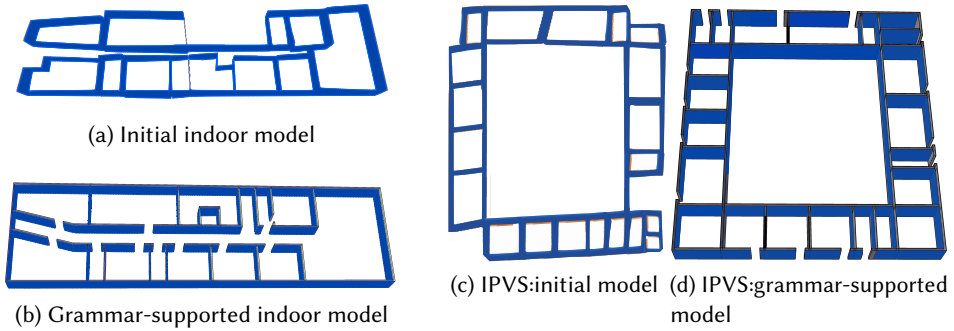 (a) Initial indoor model
(b) Grammar-supported indoor model
(c) IPVS:initial model
(d) IPVS:grammar-supported
model